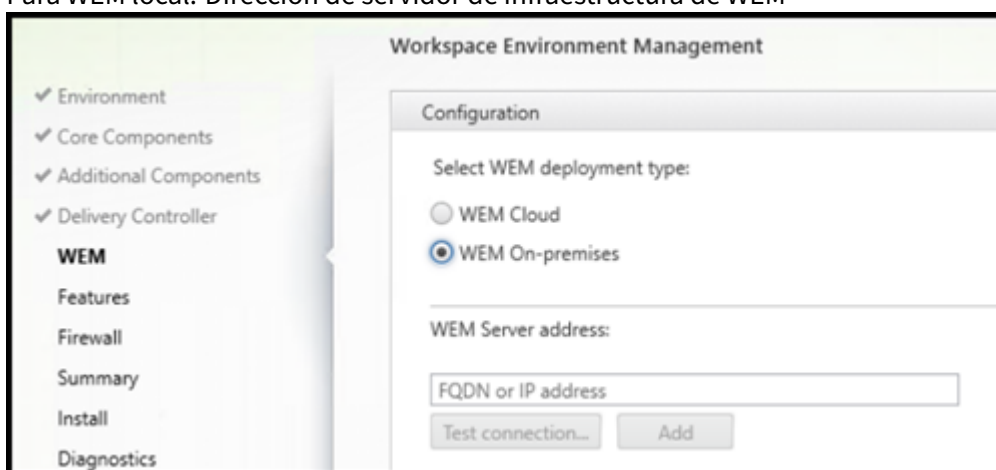 Para WEM local: Dirección de servidor de infraestructura de WEM
Workspace Environment Management
Environment
Core Components
Additional Components
Delivery Controller
WEM
Features
Firewall
Summary
Install
Diagnostics
Configuration
Select WEM deployment type:
WEM Cloud
WEM On-premises
WEM Server address:
FQDN or IP address
Test connection...
Add